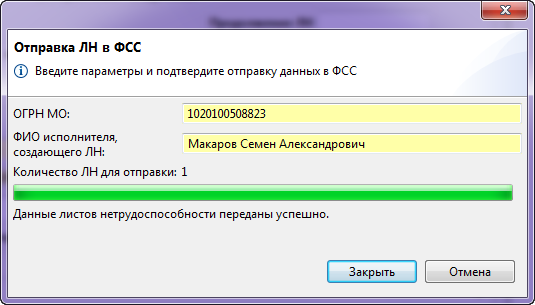 Отправка ЛН в ФСС
Введите параметры и подтвердите отправку данных в ФСС
ОГРН МО: 1020100508823
ФИО исполнителя,
создающего ЛН: Макаров Семен Александрович
Количество ЛН для отправки: 1
Данные листов нетрудоспособности переданы успешно.
Закрыть Отмена